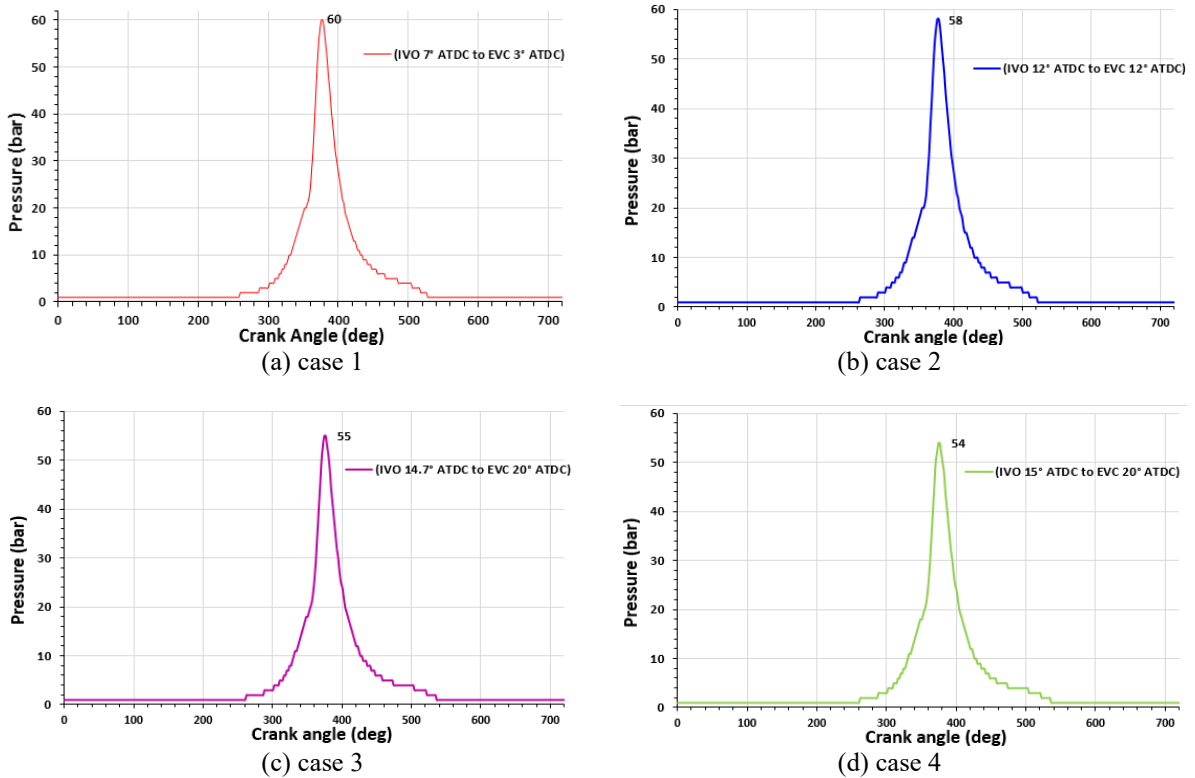 60
60
50
40
30
20
10
0
Pressure (bar)
(IVO 7° ATDC to EVC 3° ATDC)
0 100 200 300 400 500 600 700
Crank Angle (deg)
(a) case 1
60
58
50
40
30
20
10
0
Pressure (bar)
(IVO 12° ATDC to EVC 12° ATDC)
0 100 200 300 400 500 600 700
Crank angle (deg)
(b) case 2
60
55
50
40
30
20
10
0
Pressure (bar)
(IVO 14.7° ATDC to EVC 20° ATDC)
0 100 200 300 400 500 600 700
Crank angle (deg)
(c) case 3
60
54
50
40
30
20
10
0
Pressure (bar)
(IVO 15° ATDC to EVC 20° ATDC)
0 100 200 300 400 500 600 700
Crank angle (deg)
(d) case 4